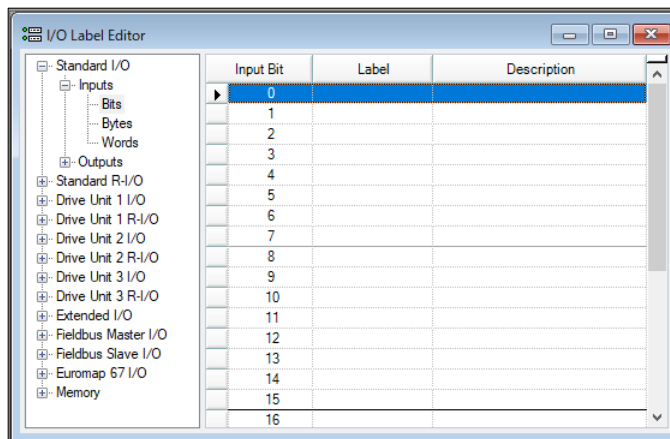 I/O Label Editor
Standard I/O
Inputs
Bits
Bytes
Words
Outputs
Standard R-I/O
Drive Unit 1 I/O
Drive Unit 1 R-I/O
Drive Unit 2 I/O
Drive Unit 2 R-I/O
Drive Unit 3 I/O
Drive Unit 3 R-I/O
Extended I/O
Fieldbus Master I/O
Fieldbus Slave I/O
Euromap 67 I/O
Memory
Input Bit Label Description
0
1
2
3
4
5
6
7
8
9
10
11
12
13
14
15
16